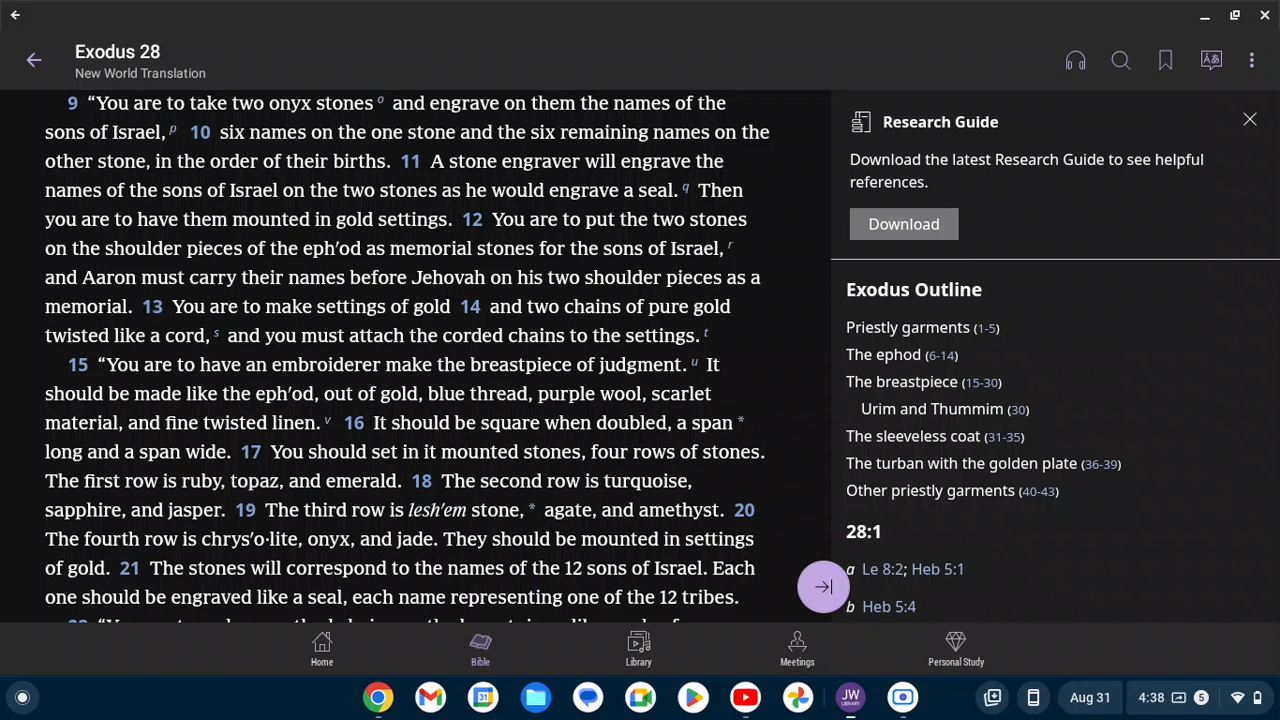 Exodus 28
New World Translation
9 “You are to take two onyx stones o and engrave on them the names of the
sons of Israel, p 10 six names on the one stone and the six remaining names on the
other stone, in the order of their births. 11 A stone engraver will engrave the
names of the sons of Israel on the two stones as he would engrave a seal. q Then
you are to have them mounted in gold settings. 12 You are to put the two stones
on the shoulder pieces of the ephʹod as memorial stones for the sons of Israel, r
and Aaron must carry their names before Jehovah on his two shoulder pieces as a
memorial. 13 You are to make settings of gold 14 and two chains of pure gold
twisted like a cord, s and you must attach the corded chains to the settings. t
15 “You are to have an embroiderer make the breastpiece of judgment. u It
should be made like the ephʹod, out of gold, blue thread, purple wool, scarlet
material, and fine twisted linen. v 16 It should be square when doubled, a span *
long and a span wide. 17 You should set in it mounted stones, four rows of stones.
The first row is ruby, topaz, and emerald. 18 The second row is turquoise,
sapphire, and jasper. 19 The third row is leshʹem stone, * agate, and amethyst. 20
The fourth row is chrysʹo·lite, onyx, and jade. They should be mounted in settings
of gold. 21 The stones will correspond to the names of the 12 sons of Israel. Each
one should be engraved like a seal, each name representing one of the 12 tribes.
Research Guide
Download the latest Research Guide to see helpful
references.
Download
Exodus Outline
Priestly garments (1-5)
The ephod (6-14)
The breastpiece (15-30)
Urim and Thummim (30)
The sleeveless coat (31-35)
The turban with the golden plate (36-39)
Other priestly garments (40-43)
28:1
a Le 8:2; Heb 5:1
b Heb 5:4
Home
Bible
Library
Meetings
Personal Study
JW
LIBRARY
Aug 31
4:38
5